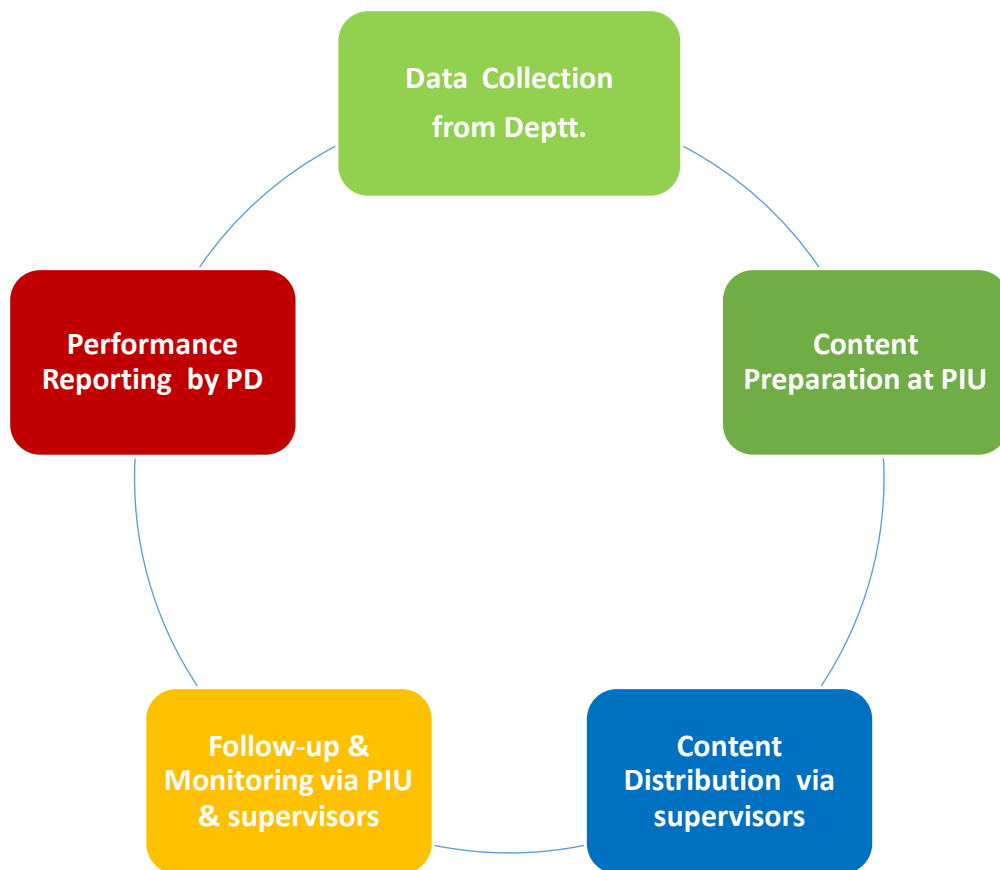 Data  Collection
from Deptt.
Content
Preparation at PIU
Content
Distribution  via
supervisors
Follow-up &
Monitoring via PIU
& supervisors
Performance
Reporting  by PD